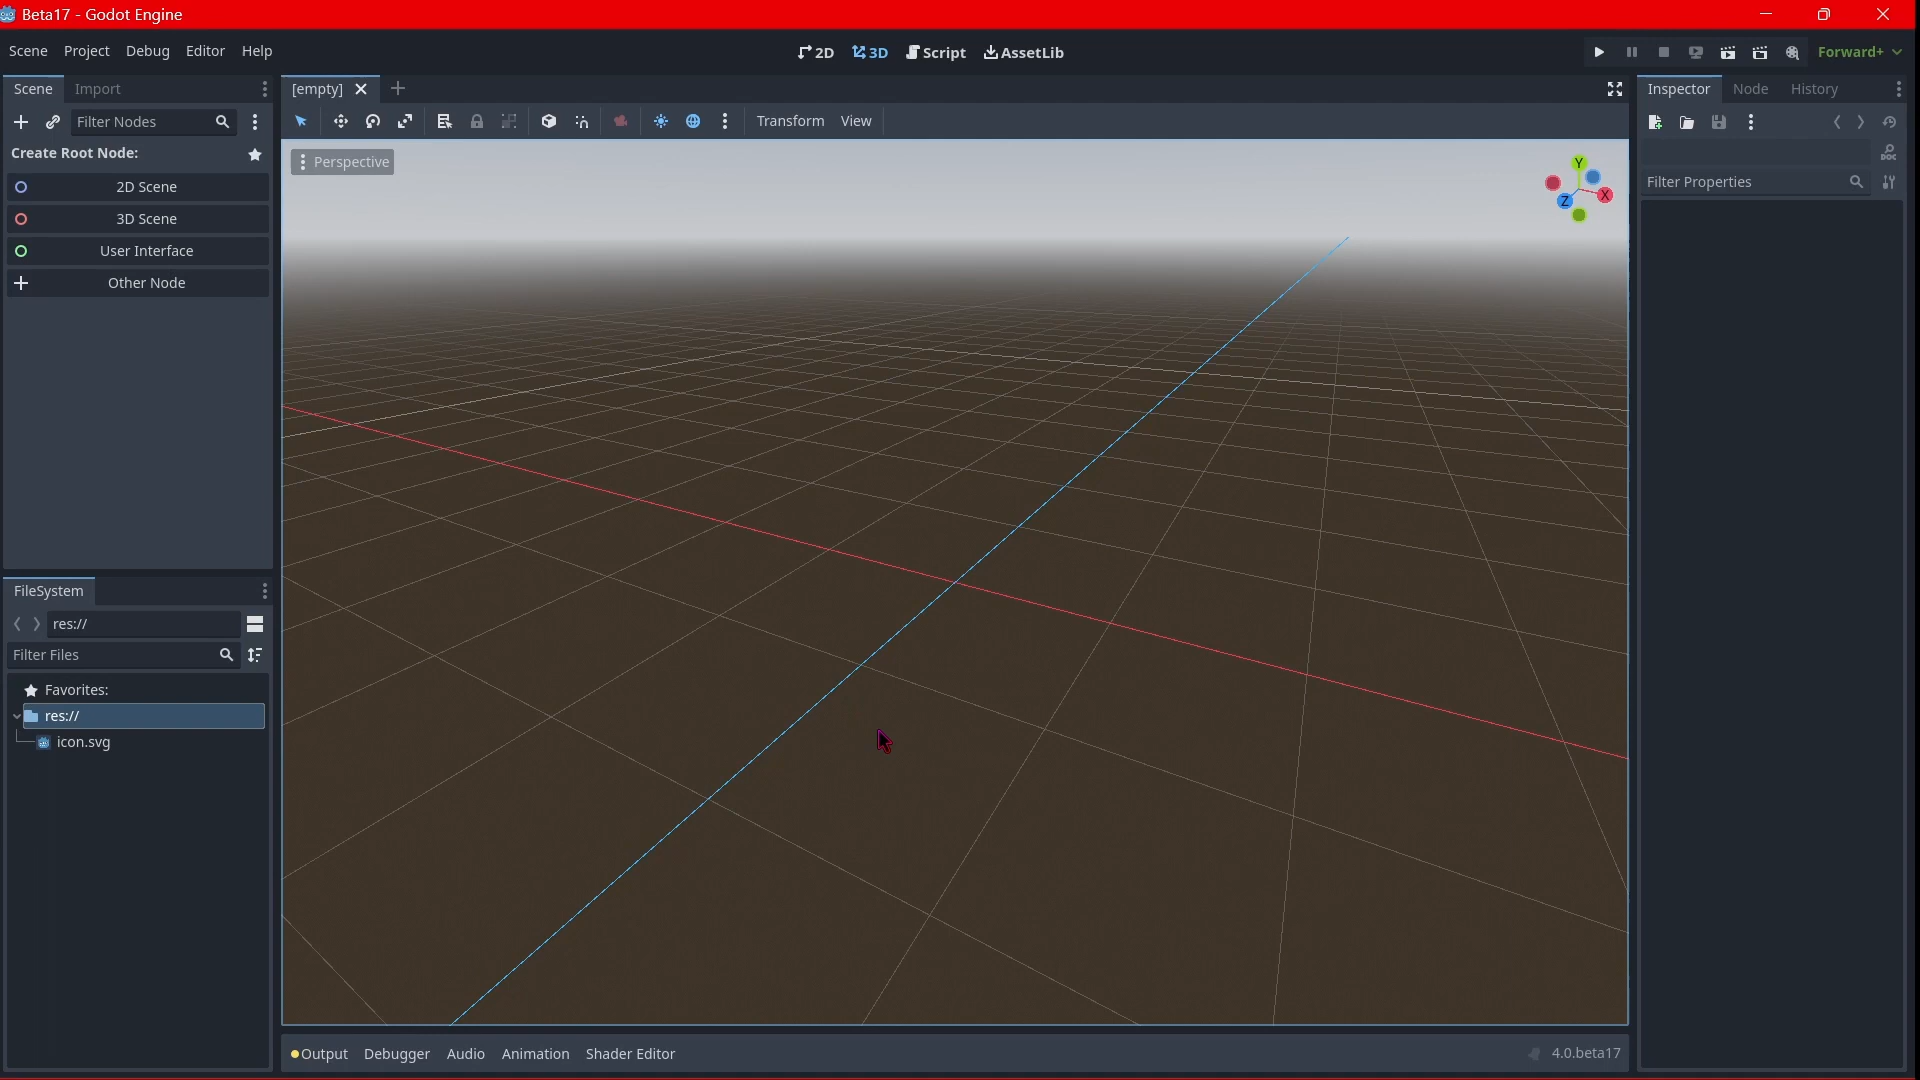 Beta17 - Godot Engine
Scene Project Debug Editor Help
2D 3D Script AssetLib
Forward+
Scene Import
Filter Nodes
Create Root Node:
2D Scene
3D Scene
User Interface
Other Node
FileSystem
res://
Filter Files
Favorites:
res://
icon.svg
[empty]
Transform View
Perspective
Y
X
Z
Output Debugger Audio Animation Shader Editor
4.0.beta17
Inspector Node History
DOC
Filter Properties